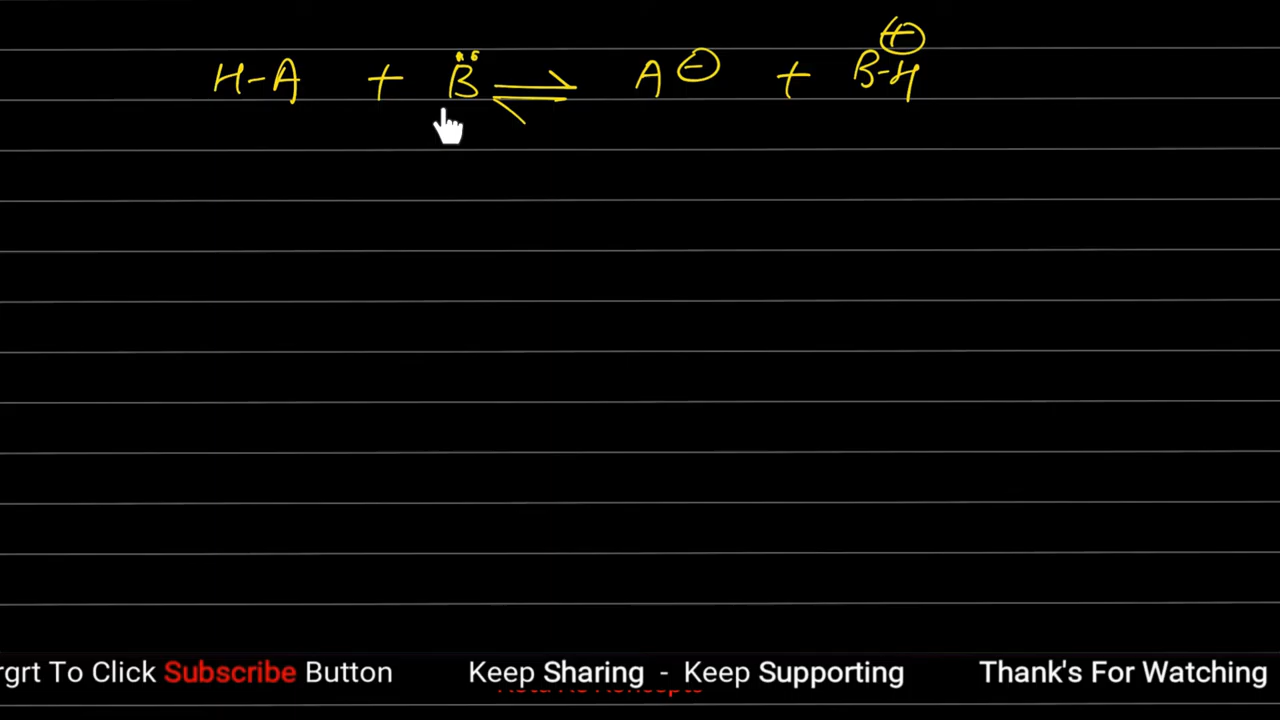 H-A + B̈ ⇌ A⊖ + B-H⊕
rgrt To Click Subscribe Button Keep Sharing - Keep Supporting Thank's For Watching